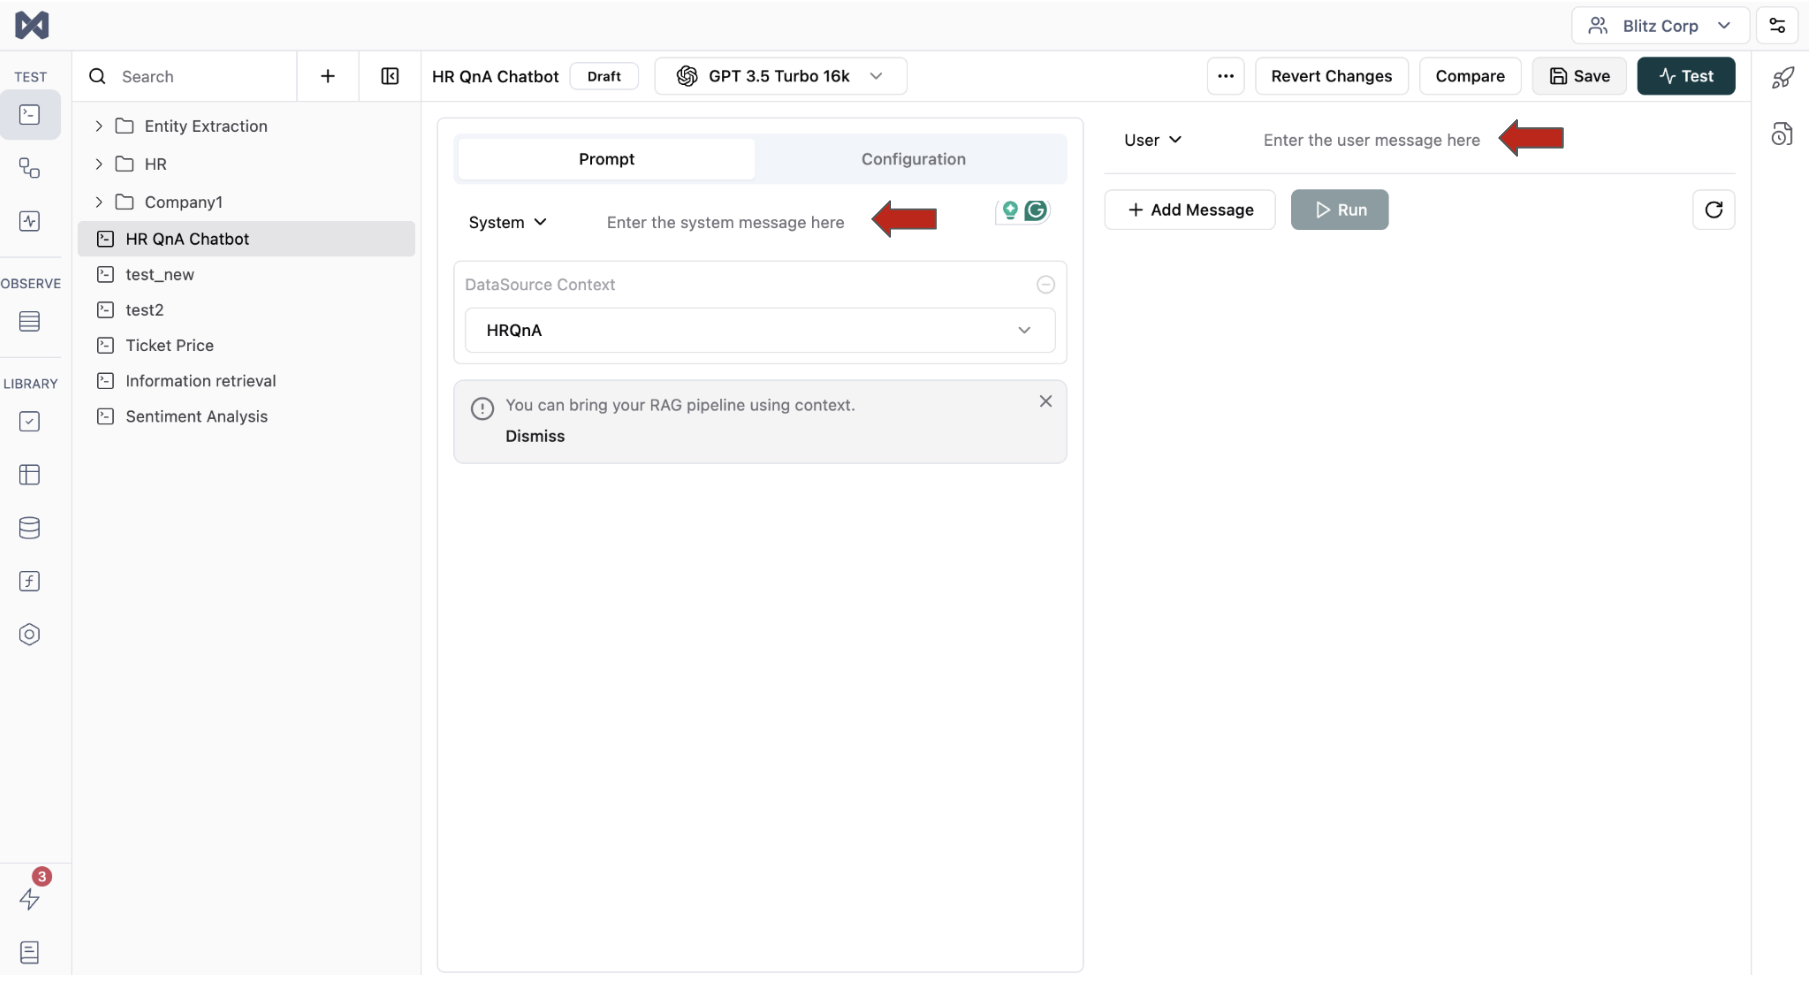 Blitz Corp
TEST
Search
HR QnA Chatbot
Draft
GPT 3.5 Turbo 16k
Revert Changes
Compare
Save
Test
Entity Extraction
HR
Company1
HR QnA Chatbot
test_new
test2
Ticket Price
Information retrieval
Sentiment Analysis
OBSERVE
LIBRARY
3
Prompt
Configuration
System
Enter the system message here
DataSource Context
HRQnA
You can bring your RAG pipeline using context.
Dismiss
User
Enter the user message here
Add Message
Run